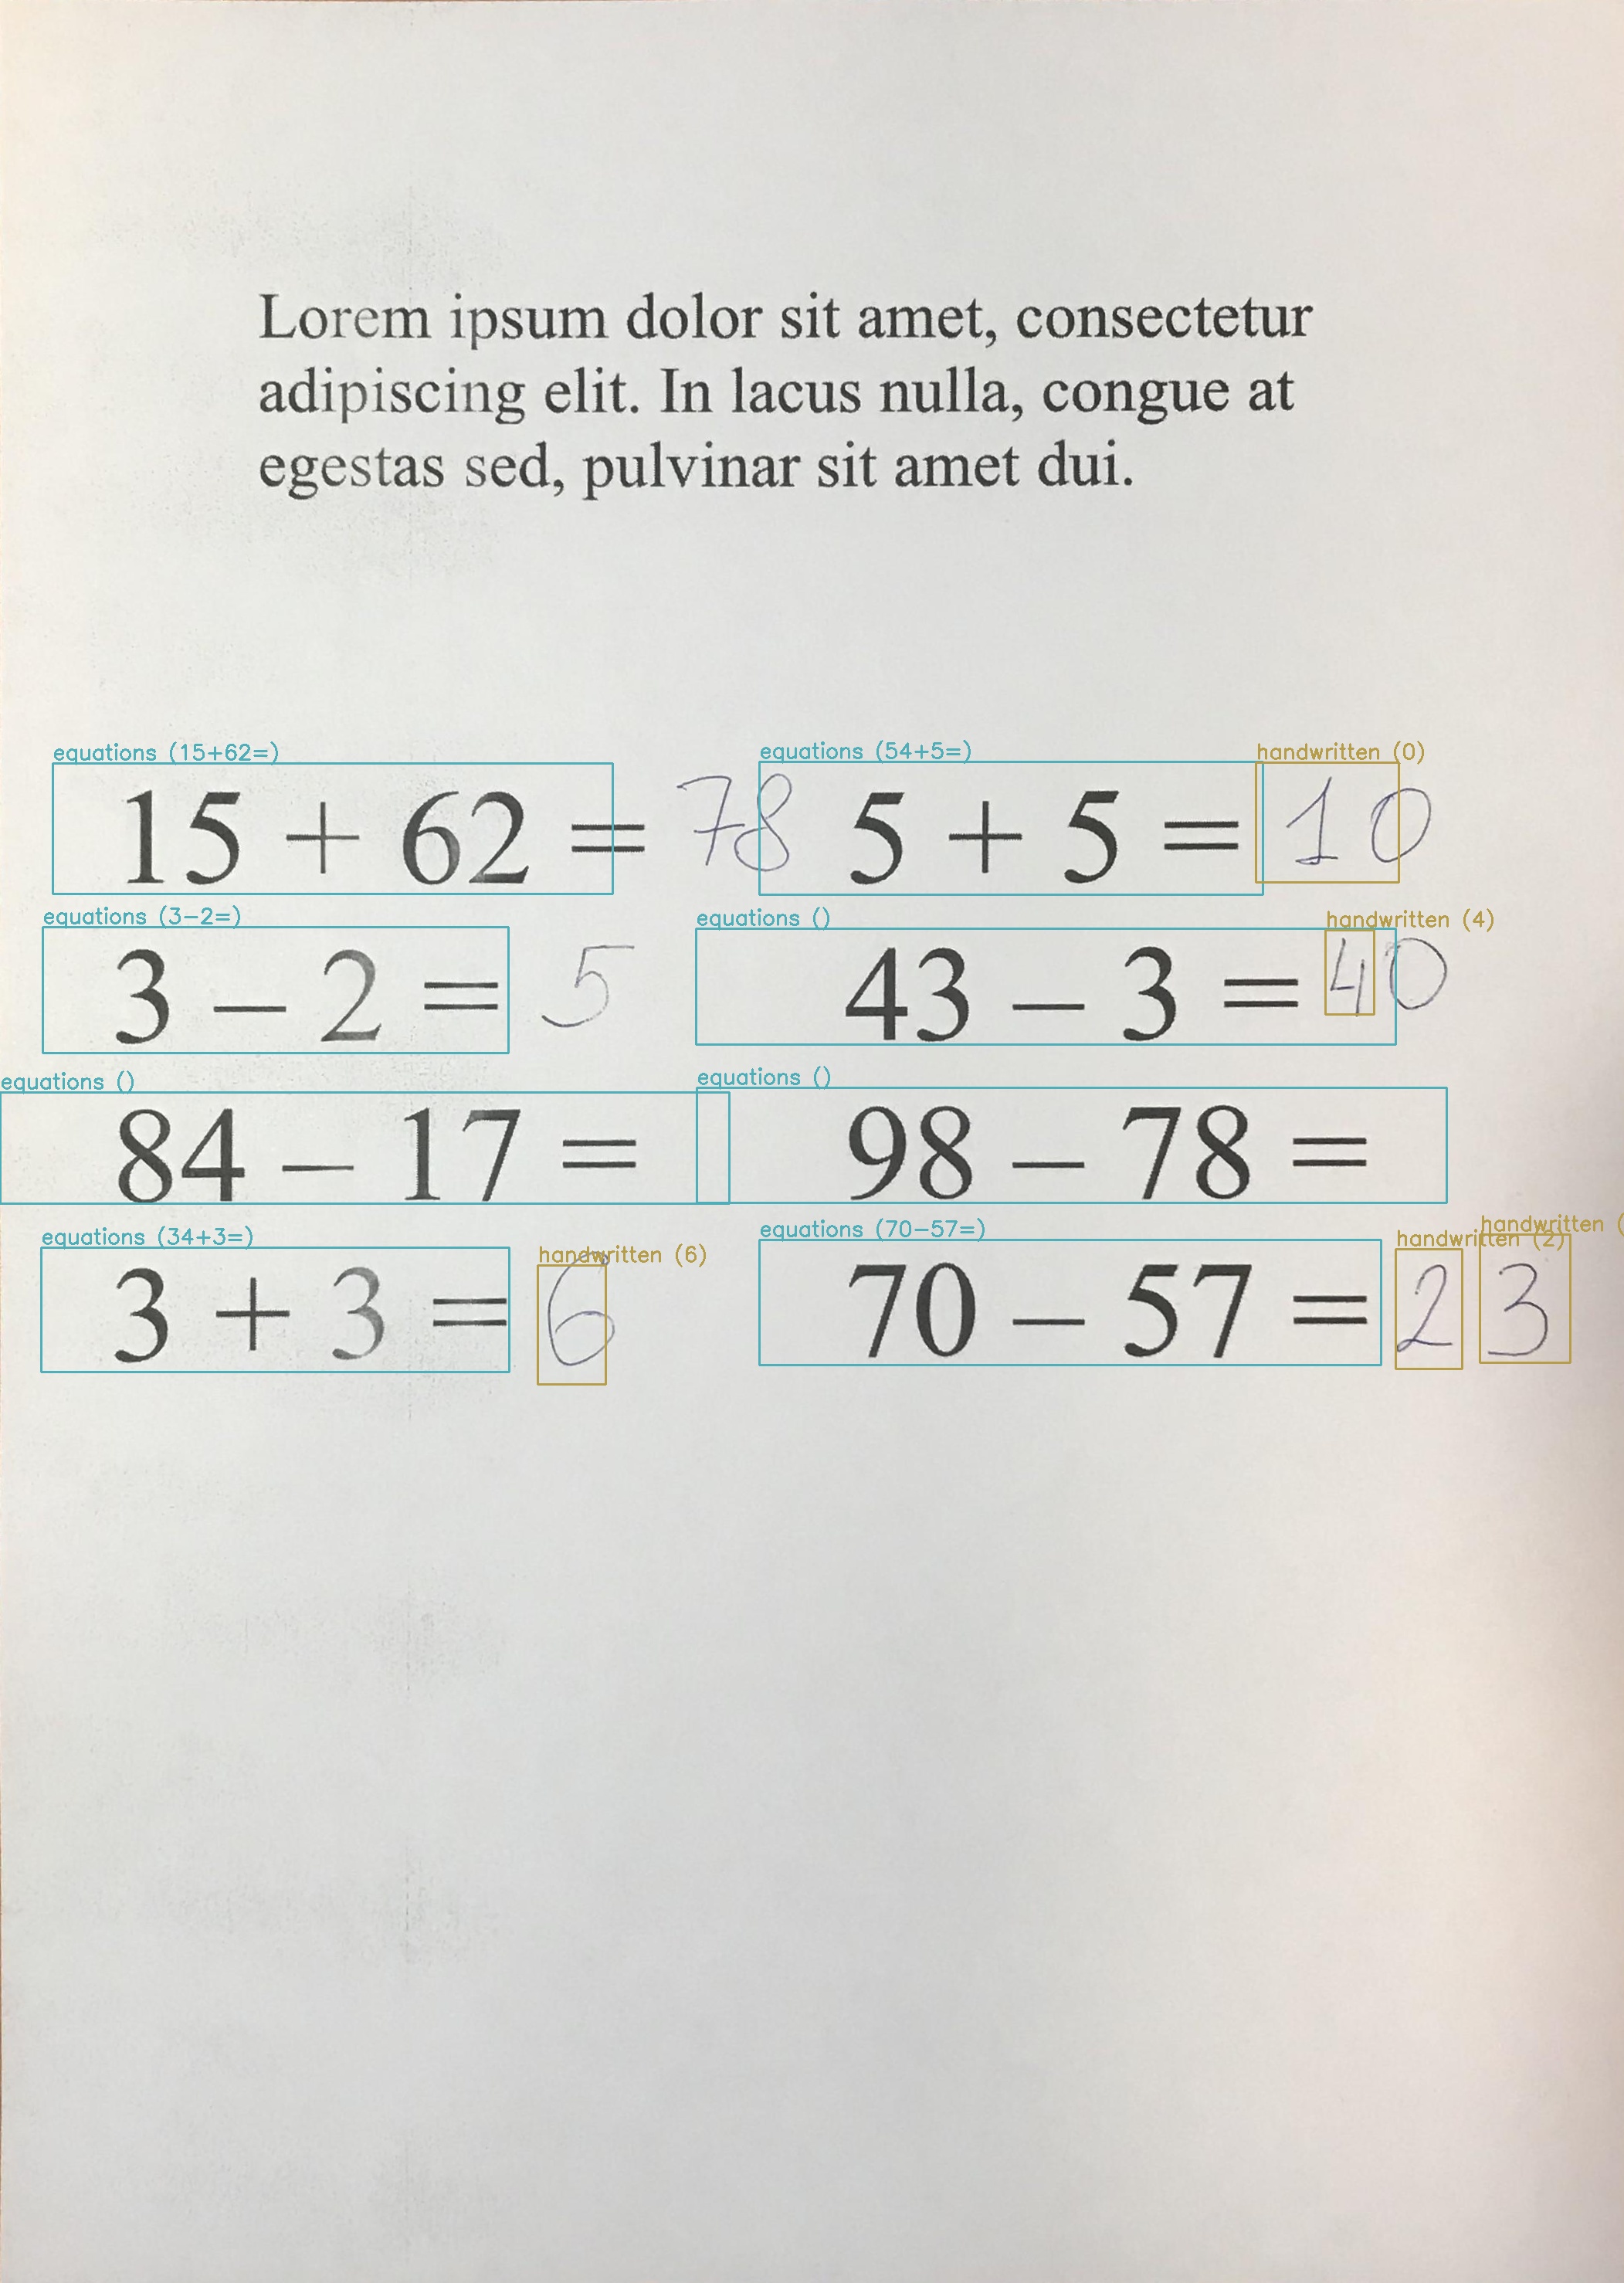 Lorem ipsum dolor sit amet, consectetur
adipiscing elit. In lacus nulla, congue at
egestas sed, pulvinar sit amet dui.
equations (15+62=) equations (54+5=) handwritten (0)
15 + 62 = 78 5 + 5 = 10
equations (3-2=) equations () handwritten (4)
3 – 2 = 5 43 – 3 = 40
equations () equations ()
84 – 17 = 98 – 78 =
equations (34+3=) handwritten (6) equations (70-57=) handwritten (2) handwritten (
3 + 3 = 6 70 – 57 = 23